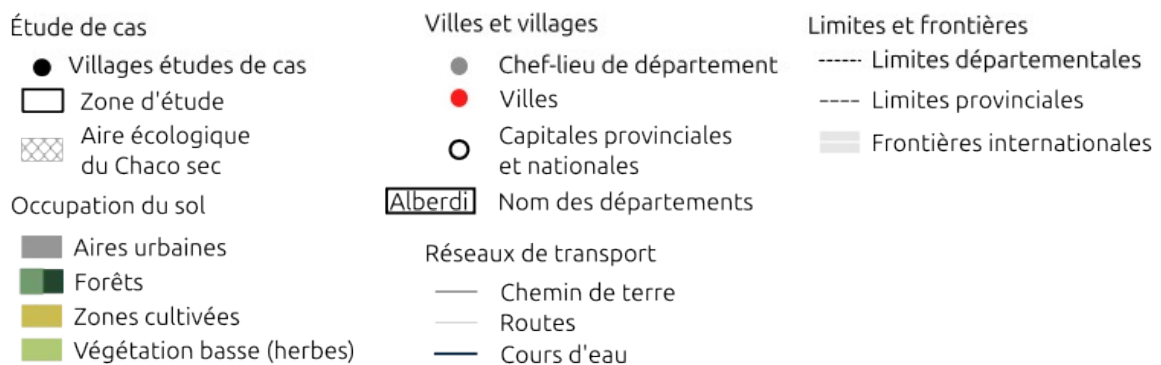 Étude de cas
Villages études de cas
Zone d'étude
Aire écologique
du Chaco sec
Occupation du sol
Aires urbaines
Forêts
Zones cultivées
Végétation basse (herbes)
Villes et villages
Chef-lieu de département
Villes
Capitales provinciales
et nationales
Alberdi Nom des départements
Réseaux de transport
Chemin de terre
Routes
Cours d'eau
Limites et frontières
Limites départementales
Limites provinciales
Frontières internationales